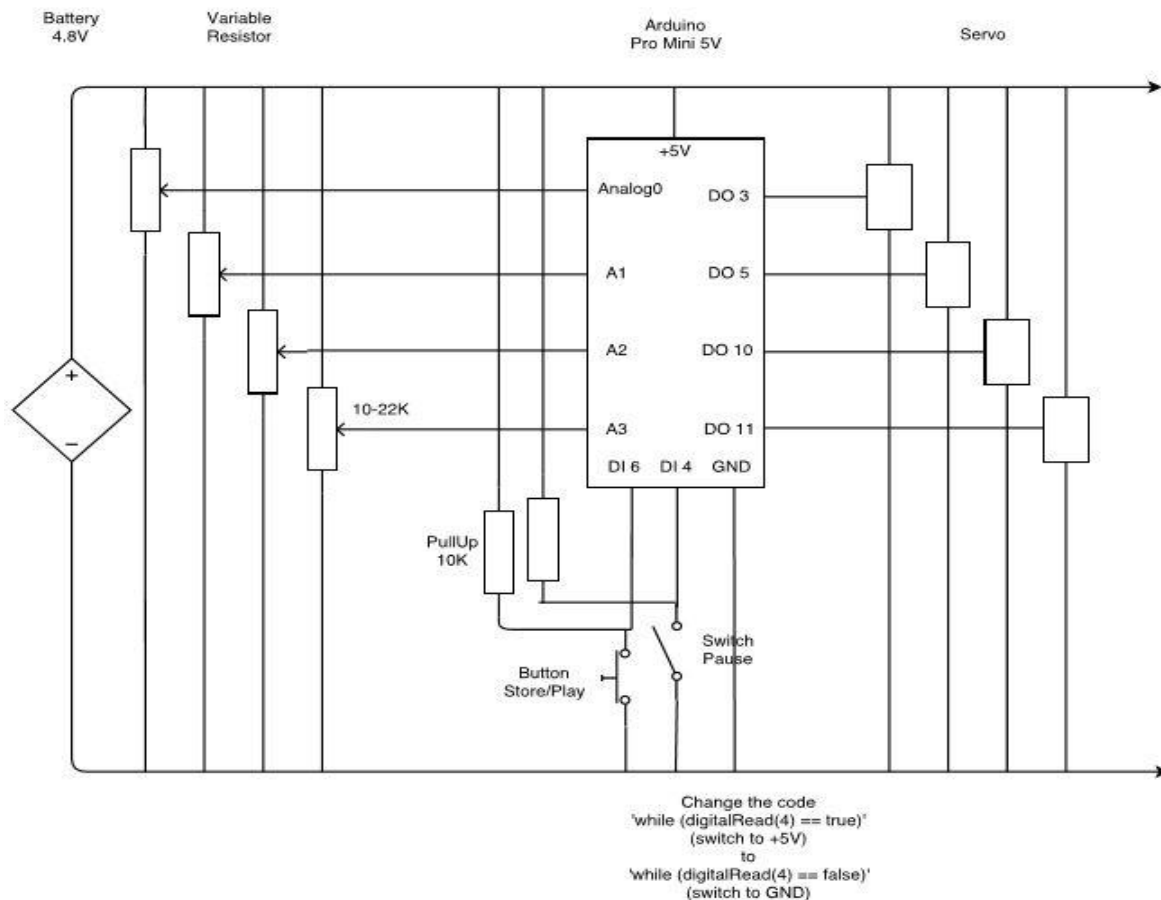 Battery
4.8V
Variable
Resistor
Arduino
Pro Mini 5V
Servo
+5V
Analog0
DO 3
A1
DO 5
A2
DO 10
10-22K
A3
DO 11
DI 6
DI 4
GND
+
−
PullUp
10K
Switch
Pause
Button
Store/Play
Change the code
'while (digitalRead(4) == true)'
(switch to +5V)
to
'while (digitalRead(4) == false)'
(switch to GND)